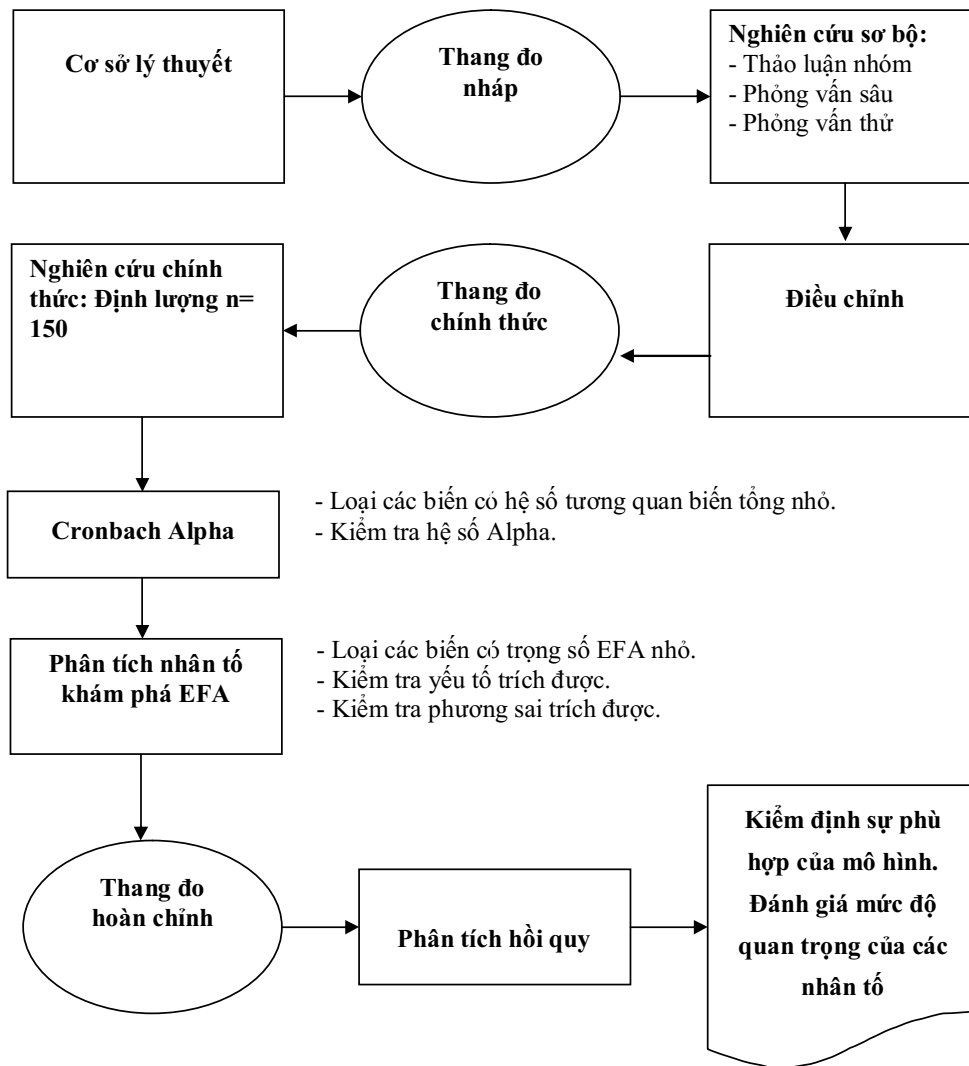 Cơ sở lý thuyết
Thang đo
nháp
Nghiên cứu sơ bộ:
- Thảo luận nhóm
- Phỏng vấn sâu
- Phỏng vấn thử
Nghiên cứu chính
thức: Định lượng n=
150
Thang đo
chính thức
Điều chỉnh
Cronbach Alpha
- Loại các biến có hệ số tương quan biến tổng nhỏ.
- Kiểm tra hệ số Alpha.
Phân tích nhân tố
khám phá EFA
- Loại các biến có trọng số EFA nhỏ.
- Kiểm tra yếu tố trích được.
- Kiểm tra phương sai trích được.
Thang đo
hoàn chỉnh
Phân tích hồi quy
Kiểm định sự phù
hợp của mô hình.
Đánh giá mức độ
quan trọng của các
nhân tố